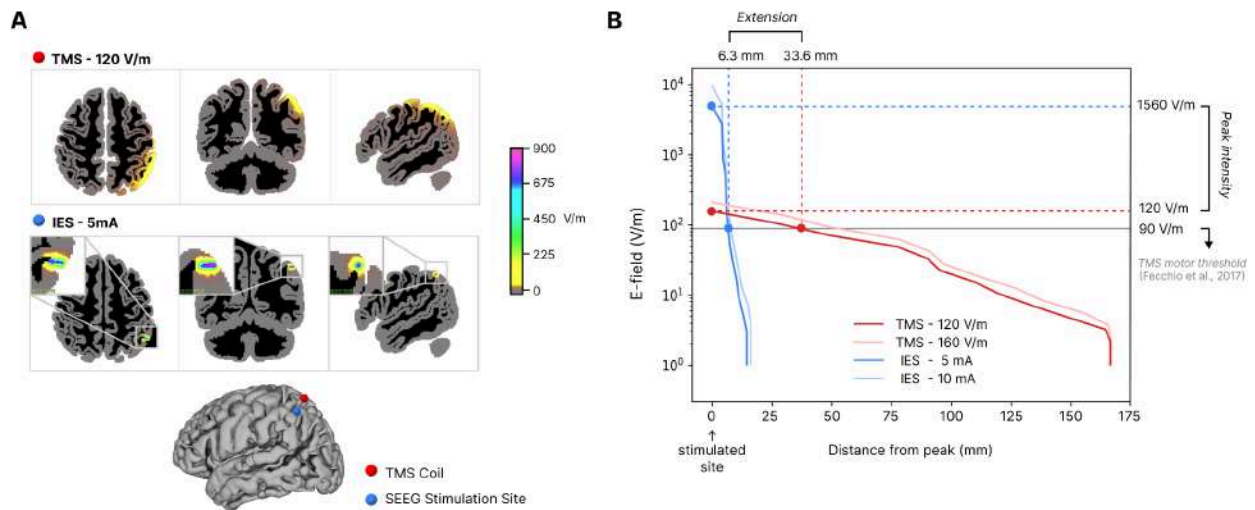 A
TMS - 120 V/m
IES - 5mA
900
675
450 V/m
225
0
TMS Coil
SEEG Stimulation Site
B
Extension
6.3 mm
33.6 mm
10⁴
10³
10²
10¹
10⁰
E-field (V/m)
1560 V/m
120 V/m
90 V/m
Peak intensity
TMS motor threshold
(Fecchio et al., 2017)
TMS - 120 V/m
TMS - 160 V/m
IES - 5 mA
IES - 10 mA
0 25 50 75 100 125 150 175
stimulated
site
Distance from peak (mm)